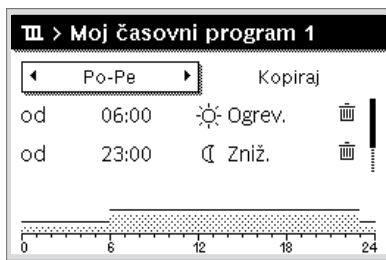 > Moj časovni program 1
Po-Pe Kopiraj
od 06:00 Ogrev.
od 23:00 Zniž.
0 6 12 18 24